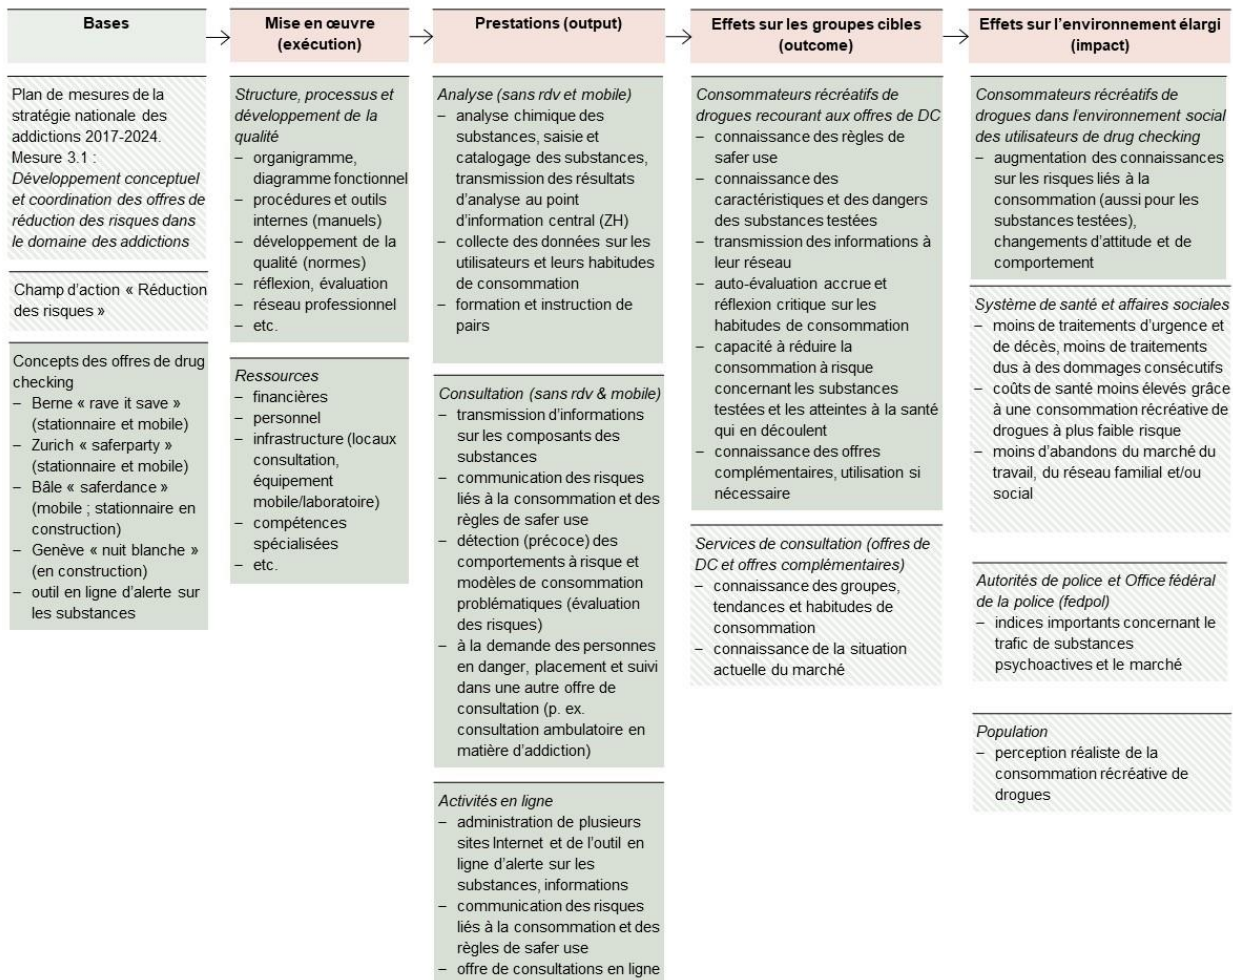 Bases
Mise en œuvre
(exécution)
Prestations (output)
Effets sur les groupes cibles
(outcome)
Effets sur l'environnement élargi
(impact)
Plan de mesures de la
stratégie nationale des
addictions 2017-2024.
Mesure 3.1 :
Développement conceptuel
et coordination des offres de
réduction des risques dans
le domaine des addictions
Champ d'action « Réduction
des risques »
Concepts des offres de drug
checking
– Berne « rave it save »
(stationnaire et mobile)
– Zurich « saferparty »
(stationnaire et mobile)
– Bâle « saferdance »
(mobile ; stationnaire en
construction)
– Genève « nuit blanche »
(en construction)
– outil en ligne d'alerte sur
les substances
Structure, processus et
développement de la
qualité
– organigramme,
diagramme fonctionnel
– procédures et outils
internes (manuels)
– développement de la
qualité (normes)
– réflexion, évaluation
– réseau professionnel
– etc.
Ressources
– financières
– personnel
– infrastructure (locaux
consultation,
équipement
mobile/laboratoire)
– compétences
spécialisées
– etc.
Analyse (sans rdv et mobile)
– analyse chimique des
substances, saisie et
catalogage des substances,
transmission des résultats
d'analyse au point
d'information central (ZH)
– collecte des données sur les
utilisateurs et leurs habitudes
de consommation
– formation et instruction de
pairs
Consultation (sans rdv & mobile)
– transmission d'informations
sur les composants des
substances
– communication des risques
liés à la consommation et des
règles de safer use
– détection (précoce) des
comportements à risque et
modèles de consommation
problématiques (évaluation
des risques)
– à la demande des personnes
en danger, placement et suivi
dans une autre offre de
consultation (p. ex.
consultation ambulatoire en
matière d'addiction)
Activités en ligne
– administration de plusieurs
sites Internet et de l'outil en
ligne d'alerte sur les
substances, informations
– communication des risques
liés à la consommation et des
règles de safer use
– offre de consultations en ligne
Consommateurs récréatifs de
drogues recourant aux offres de DC
– connaissance des règles de
safer use
– connaissance des
caractéristiques et des dangers
des substances testées
– transmission des informations à
leur réseau
– auto-évaluation accrue et
réflexion critique sur les
habitudes de consommation
– capacité à réduire la
consommation à risque
concernant les substances
testées et les atteintes à la santé
qui en découlent
– connaissance des offres
complémentaires, utilisation si
nécessaire
Services de consultation (offres de
DC et offres complémentaires)
– connaissance des groupes,
tendances et habitudes de
consommation
– connaissance de la situation
actuelle du marché
Consommateurs récréatifs de
drogues dans l'environnement social
des utilisateurs de drug checking
– augmentation des connaissances
sur les risques liés à la
consommation (aussi pour les
substances testées),
changements d'attitude et de
comportement
Système de santé et affaires sociales
– moins de traitements d'urgence et
de décès, moins de traitements
dus à des dommages consécutifs
– coûts de santé moins élevés grâce
à une consommation récréative de
drogues à plus faible risque
– moins d'abandons du marché du
travail, du réseau familial et/ou
social
Autorités de police et Office fédéral
de la police (fedpol)
– indices importants concernant le
trafic de substances
psychoactives et le marché
Population
– perception réaliste de la
consommation récréative de
drogues